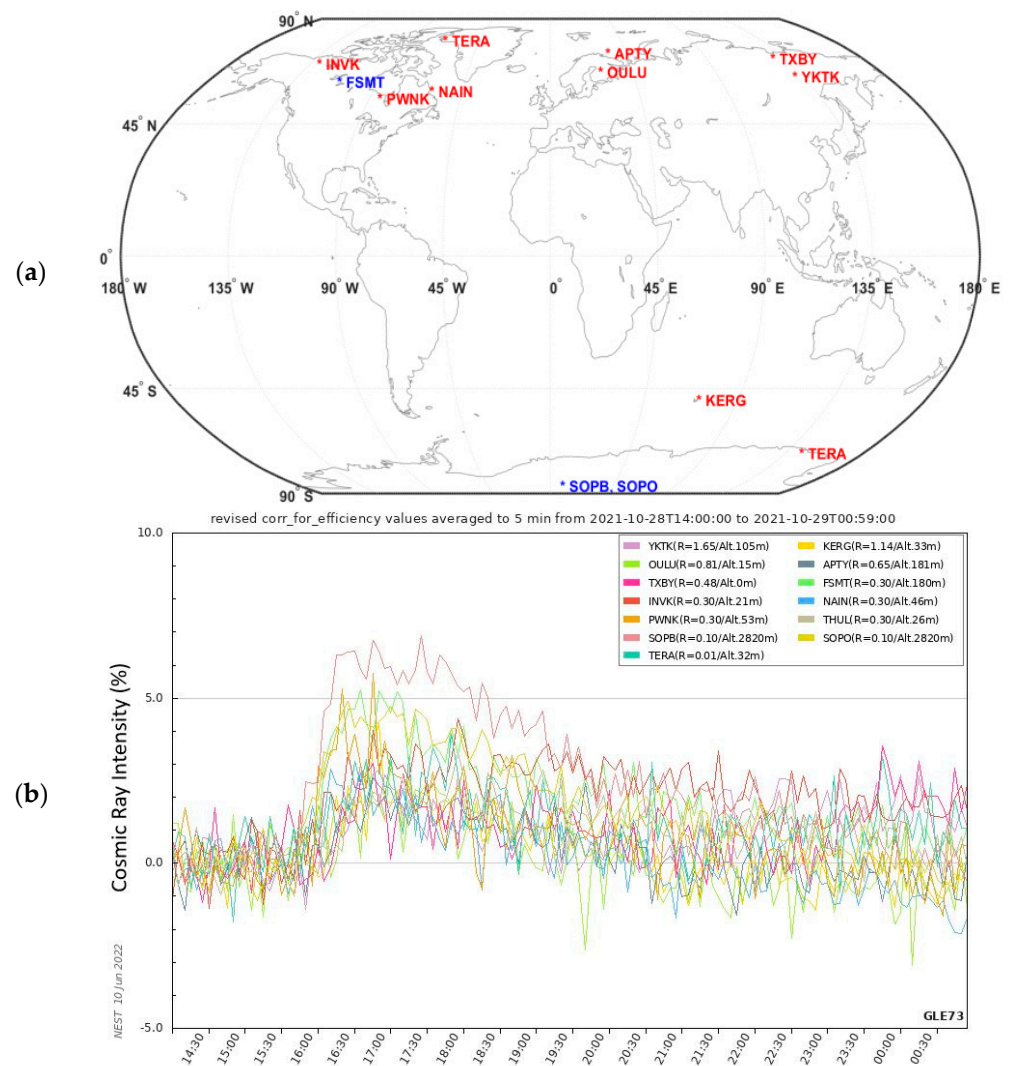 (a)
90° N
TERA
APTY
TXBY
INVK
OULU
YKTK
FSMT
NAIN
PWNK
45° N
0°
180° W 135° W 90° W 45° W 0° 45° E 90° E 135° E 180° E
45° S
KERG
TERA
SOPB, SOPO
90° S
revised corr_for_efficiency values averaged to 5 min from 2021-10-28T14:00:00 to 2021-10-29T00:59:00
(b)
Cosmic Ray Intensity (%)
10.0
5.0
0.0
-5.0
YKTK(R=1.65/Alt.105m) KERG(R=1.14/Alt.33m)
OULU(R=0.81/Alt.15m) APTY(R=0.65/Alt.181m)
TXBY(R=0.48/Alt.0m) FSMT(R=0.30/Alt.180m)
INVK(R=0.30/Alt.21m) NAIN(R=0.30/Alt.46m)
PWNK(R=0.30/Alt.53m) THUL(R=0.30/Alt.26m)
SOPB(R=0.10/Alt.2820m) SOPO(R=0.10/Alt.2820m)
TERA(R=0.01/Alt.32m)
NEST 10 Jun 2022
GLE73
14:30 15:00 15:30 16:00 16:30 17:00 17:30 18:00 18:30 19:00 19:30 20:00 20:30 21:00 21:30 22:00 22:30 23:00 23:30 00:00 00:30